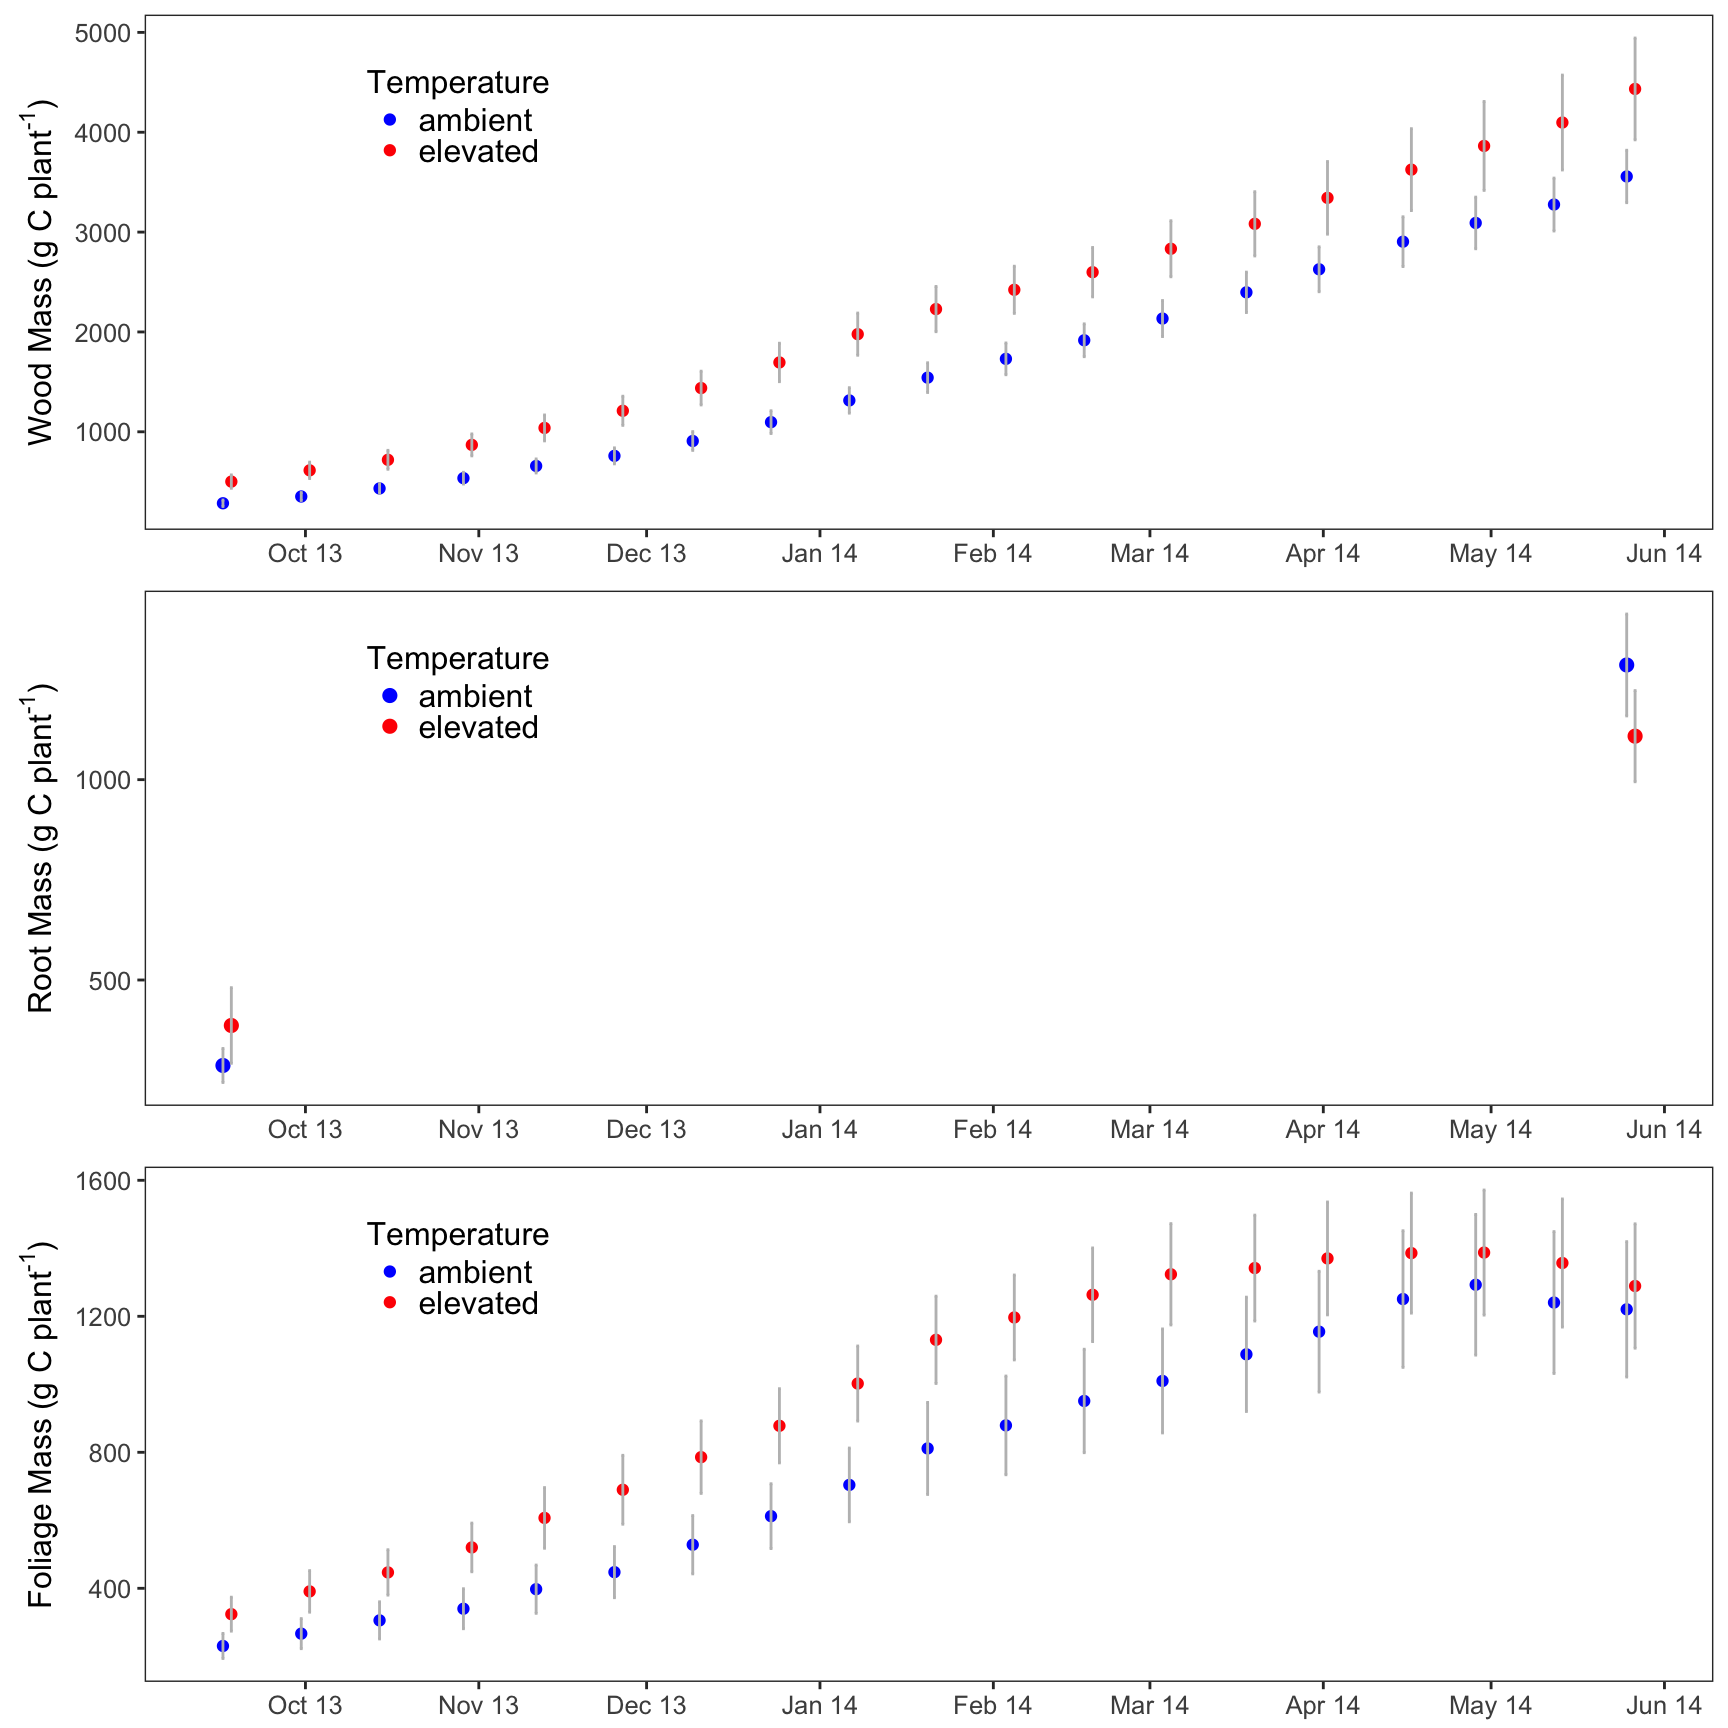 5000
4000
3000
2000
1000
Wood Mass (g C plant⁻¹)
Temperature
ambient
elevated
Oct 13 Nov 13 Dec 13 Jan 14 Feb 14 Mar 14 Apr 14 May 14 Jun 14
1000
500
Root Mass (g C plant⁻¹)
Temperature
ambient
elevated
Oct 13 Nov 13 Dec 13 Jan 14 Feb 14 Mar 14 Apr 14 May 14 Jun 14
1600
1200
800
400
Foliage Mass (g C plant⁻¹)
Temperature
ambient
elevated
Oct 13 Nov 13 Dec 13 Jan 14 Feb 14 Mar 14 Apr 14 May 14 Jun 14